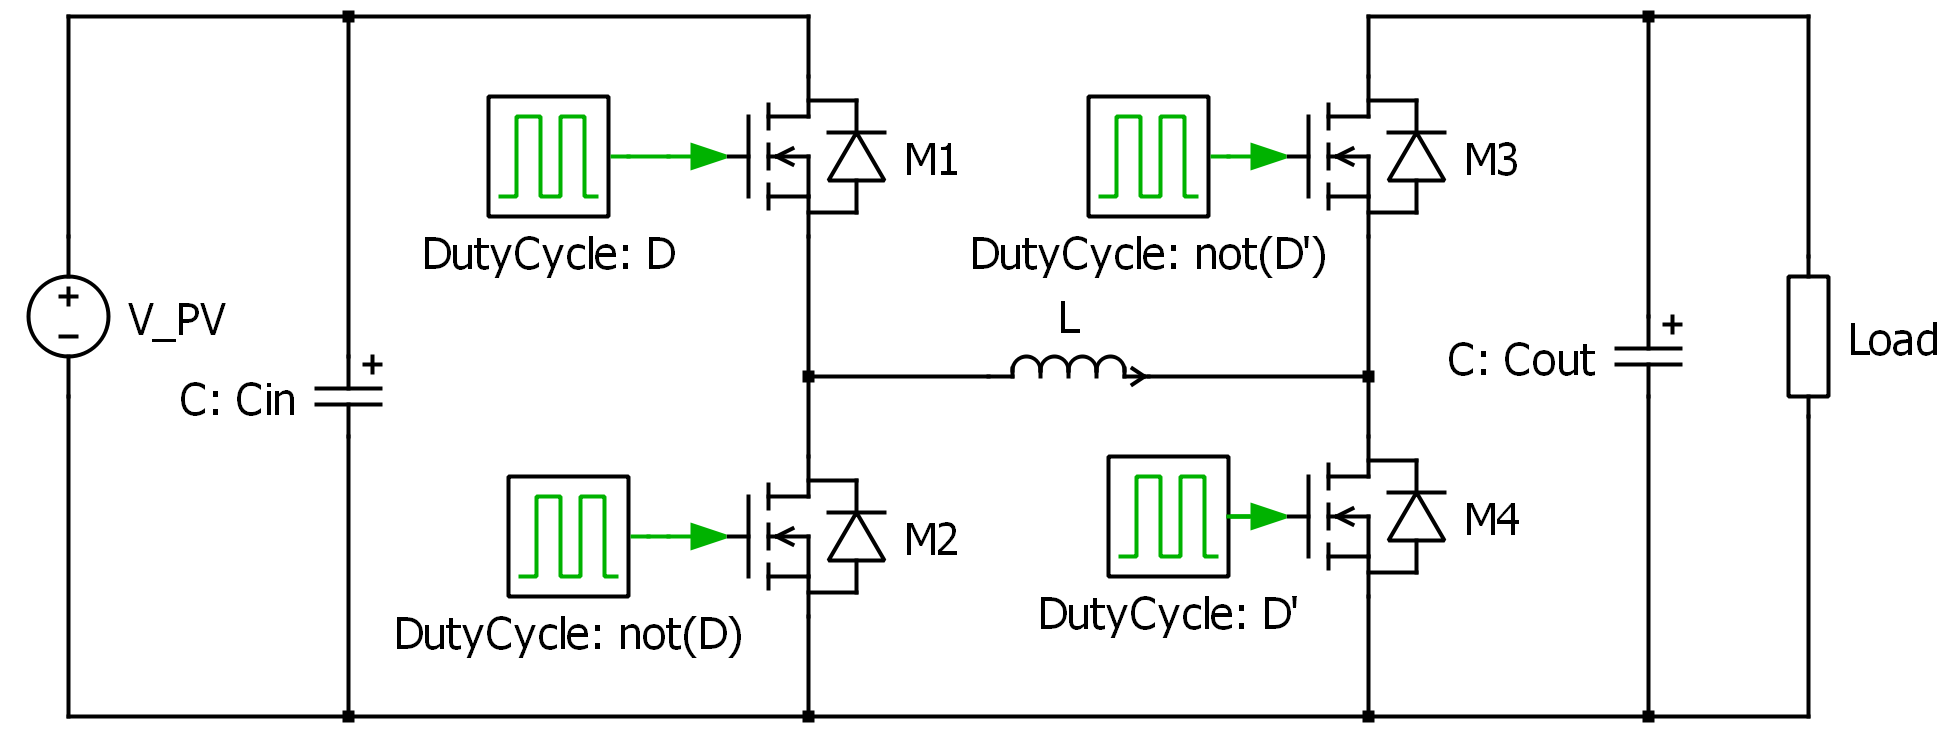 M1
M3
DutyCycle: D
DutyCycle: not(D')
L
+
−
V_PV
+
C: Cin
+
C: Cout
Load
M2
M4
DutyCycle: not(D)
DutyCycle: D'